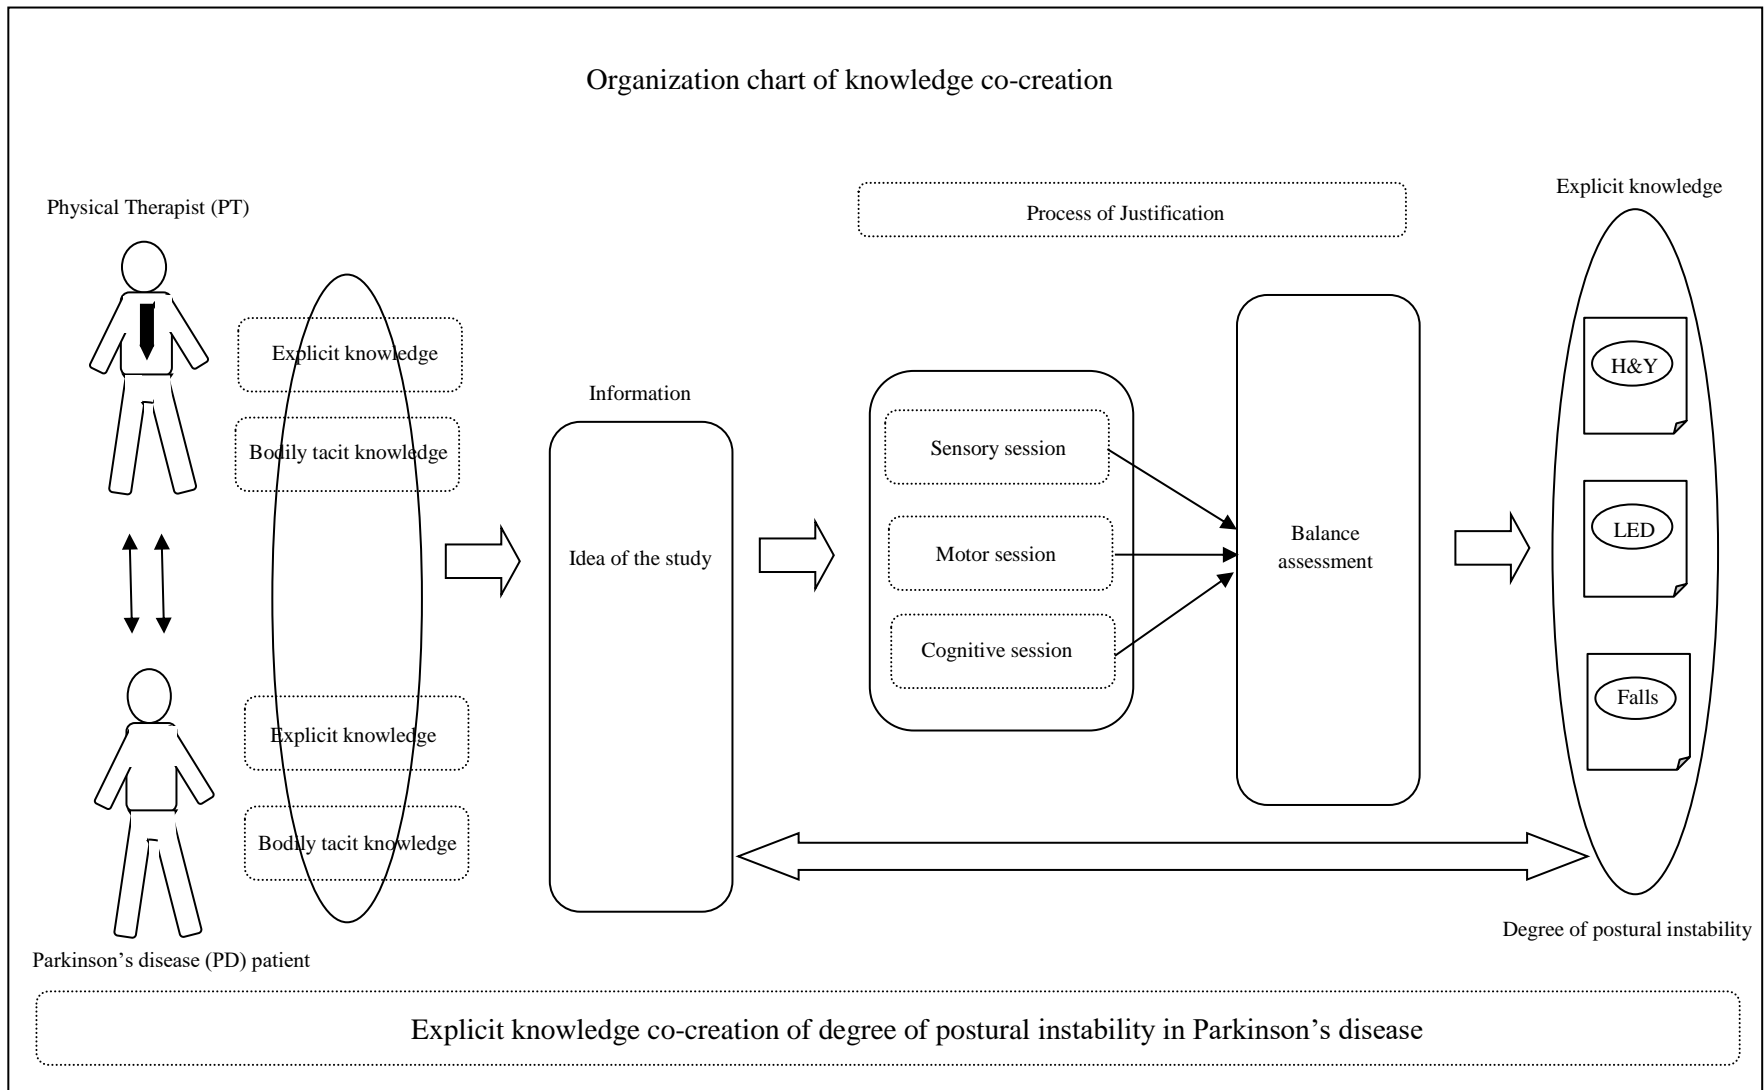 Organization chart of knowledge co-creation
Physical Therapist (PT)
Explicit knowledge
Bodily tacit knowledge
Explicit knowledge
Bodily tacit knowledge
Parkinson’s disease (PD) patient
Information
Idea of the study
Process of Justification
Sensory session
Motor session
Cognitive session
Balance
assessment
Explicit knowledge
H&Y
LED
Falls
Degree of postural instability
Explicit knowledge co-creation of degree of postural instability in Parkinson’s disease